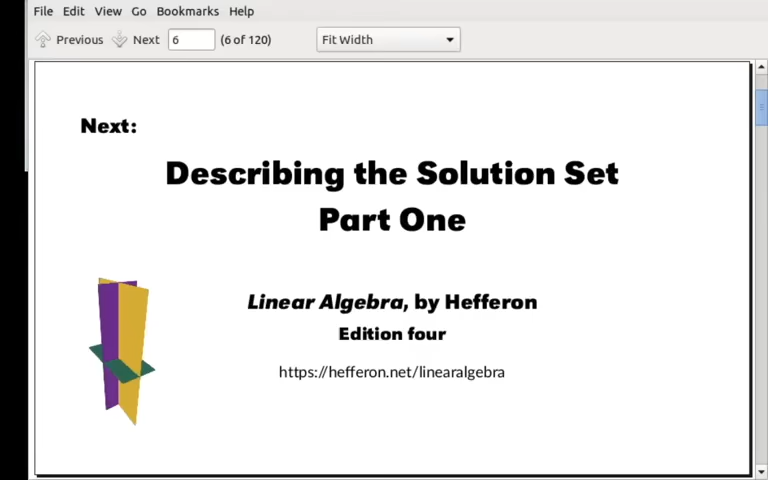 File Edit View Go Bookmarks Help
Previous Next 6 (6 of 120) Fit Width
Next:
Describing the Solution Set
Part One
Linear Algebra, by Hefferon
Edition four
https://hefferon.net/linearalgebra